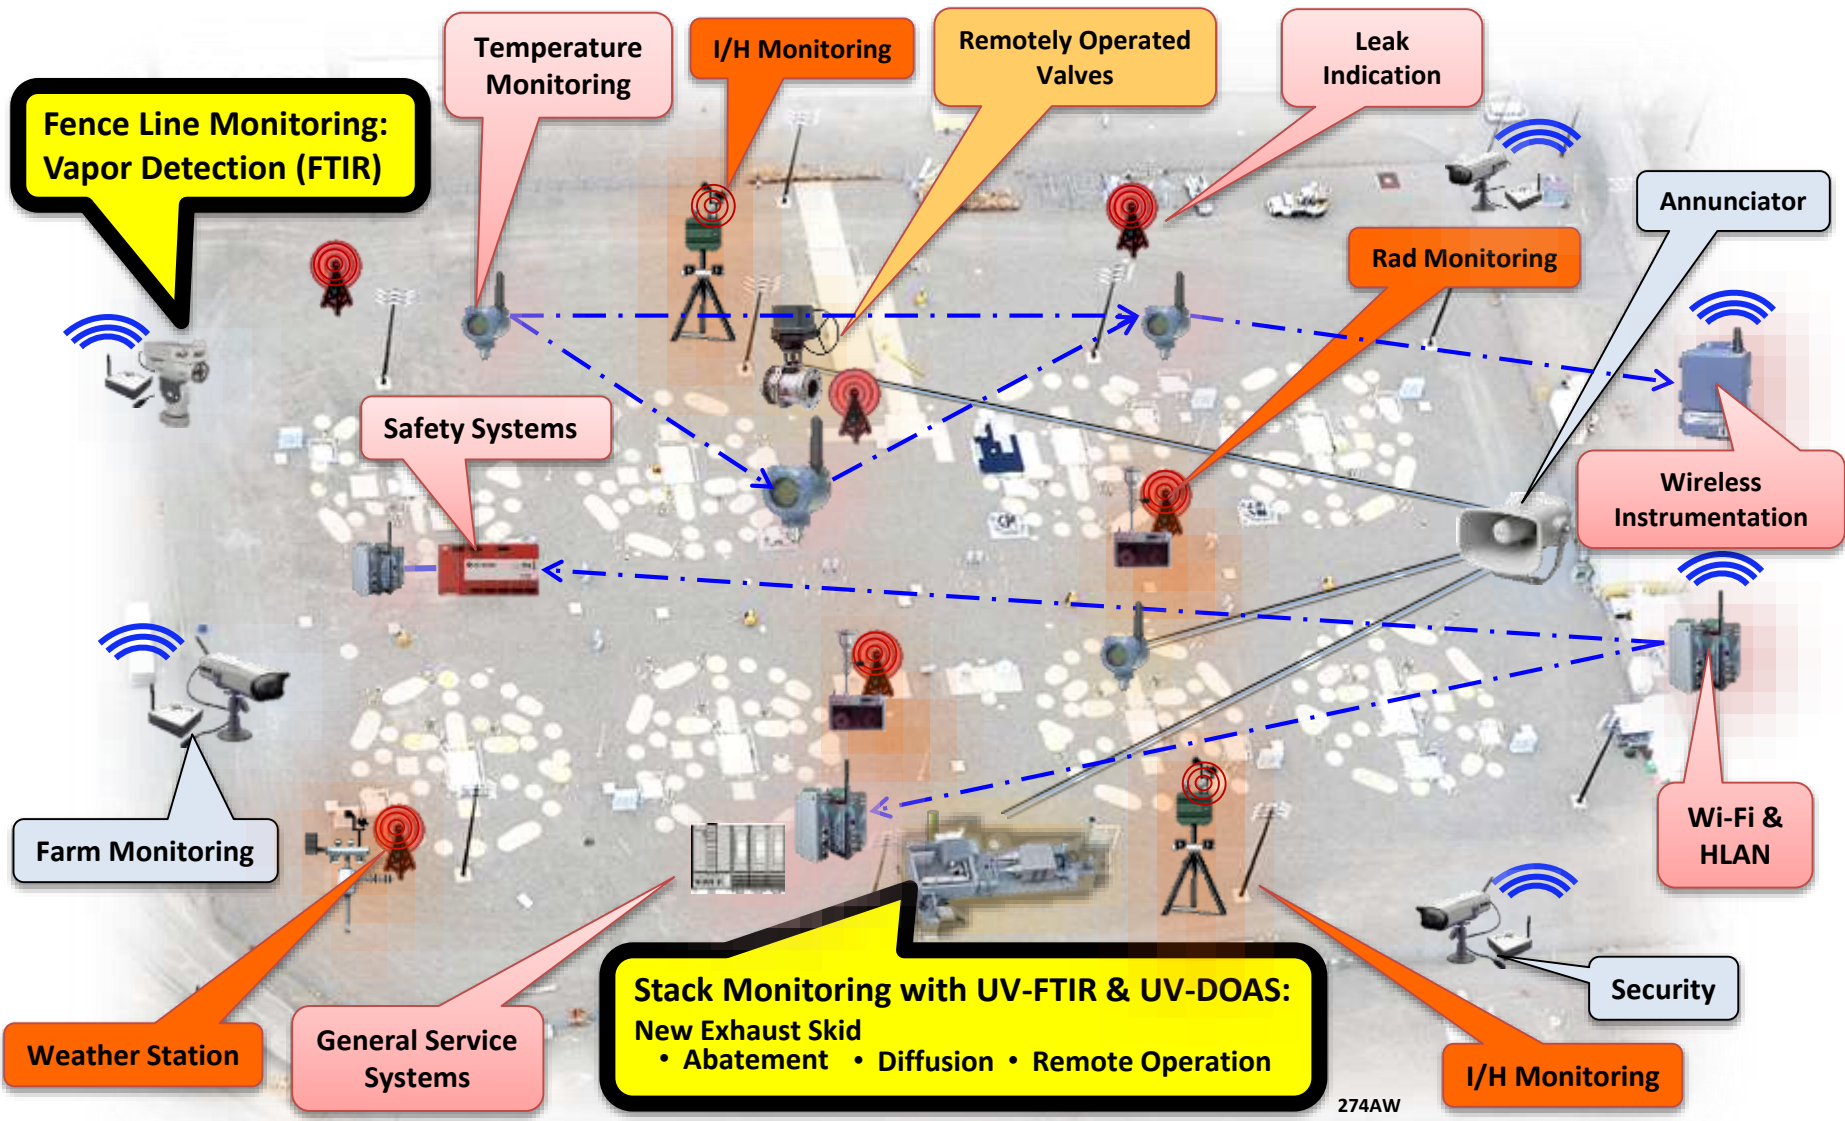 Temperature
Monitoring
I/H Monitoring
Remotely Operated
Valves
Leak
Indication
Fence Line Monitoring:
Vapor Detection (FTIR)
Annunciator
Rad Monitoring
Safety Systems
Wireless
Instrumentation
Farm Monitoring
Wi-Fi &
HLAN
Stack Monitoring with UV-FTIR & UV-DOAS:
New Exhaust Skid
• Abatement • Diffusion • Remote Operation
Security
Weather Station
General Service
Systems
I/H Monitoring
274AW